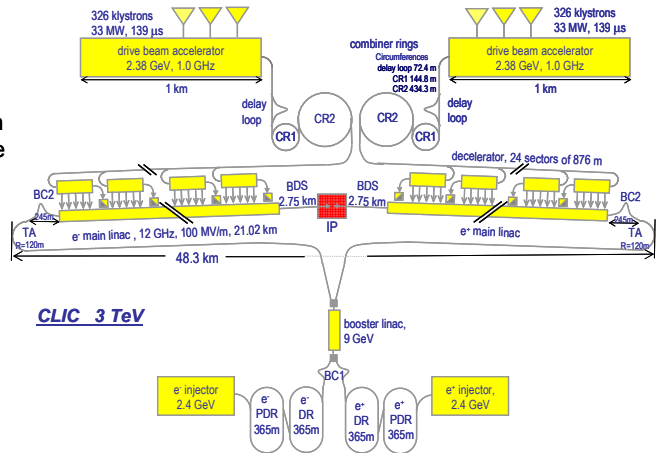 326 klystrons
33 MW, 139 μs
drive beam accelerator
2.38 GeV, 1.0 GHz
1 km
combiner rings
Circumferences
delay loop 72.4 m
CR1 144.8 m
CR2 434.3 m
326 klystrons
33 MW, 139 μs
drive beam accelerator
2.38 GeV, 1.0 GHz
1 km
delay
loop
CR1
CR2
CR2
CR1
delay
loop
decelerator, 24 sectors of 876 m
BC2
245m
TA
R=120m
BDS
2.75 km
IP
BDS
2.75 km
BC2
245m
TA
R=120m
e- main linac , 12 GHz, 100 MV/m, 21.02 km
e+ main linac
48.3 km
CLIC 3 TeV
booster linac,
9 GeV
BC1
e- injector
2.4 GeV
e-
PDR
365m
e-
DR
365m
e+
DR
365m
e+
PDR
365m
e+ injector,
2.4 GeV